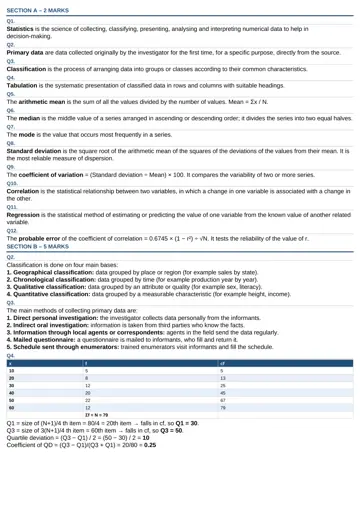 SECTION A – 2 MARKS
Q1.
Statistics is the science of collecting, classifying, presenting, analysing and interpreting numerical data to help in
decision-making.
Q2.
Primary data are data collected originally by the investigator for the first time, for a specific purpose, directly from the source.
Q3.
Classification is the process of arranging data into groups or classes according to their common characteristics.
Q4.
Tabulation is the systematic presentation of classified data in rows and columns with suitable headings.
Q5.
The arithmetic mean is the sum of all the values divided by the number of values. Mean = Σx / N.
Q6.
The median is the middle value of a series arranged in ascending or descending order; it divides the series into two equal halves.
Q7.
The mode is the value that occurs most frequently in a series.
Q8.
Standard deviation is the square root of the arithmetic mean of the squares of the deviations of the values from their mean. It is
the most reliable measure of dispersion.
Q9.
The coefficient of variation = (Standard deviation ÷ Mean) × 100. It compares the variability of two or more series.
Q10.
Correlation is the statistical relationship between two variables, in which a change in one variable is associated with a change in
the other.
Q11.
Regression is the statistical method of estimating or predicting the value of one variable from the known value of another related
variable.
Q12.
The probable error of the coefficient of correlation = 0.6745 × (1 − r²) ÷ √N. It tests the reliability of the value of r.
SECTION B – 5 MARKS
Q2.
Classification is done on four main bases:
1. Geographical classification: data grouped by place or region (for example sales by state).
2. Chronological classification: data grouped by time (for example production year by year).
3. Qualitative classification: data grouped by an attribute or quality (for example sex, literacy).
4. Quantitative classification: data grouped by a measurable characteristic (for example height, income).
Q3.
The main methods of collecting primary data are:
1. Direct personal investigation: the investigator collects data personally from the informants.
2. Indirect oral investigation: information is taken from third parties who know the facts.
3. Information through local agents or correspondents: agents in the field send the data regularly.
4. Mailed questionnaire: a questionnaire is mailed to informants, who fill and return it.
5. Schedule sent through enumerators: trained enumerators visit informants and fill the schedule.
Q4.
x f cf
10 5 5
20 8 13
30 12 25
40 20 45
50 22 67
60 12 79
Σf = N = 79
Q1 = size of (N+1)/4 th item = 80/4 = 20th item → falls in cf, so Q1 = 30.
Q3 = size of 3(N+1)/4 th item = 60th item → falls in cf, so Q3 = 50.
Quartile deviation = (Q3 − Q1) / 2 = (50 − 30) / 2 = 10
Coefficient of QD = (Q3 − Q1)/(Q3 + Q1) = 20/80 = 0.25